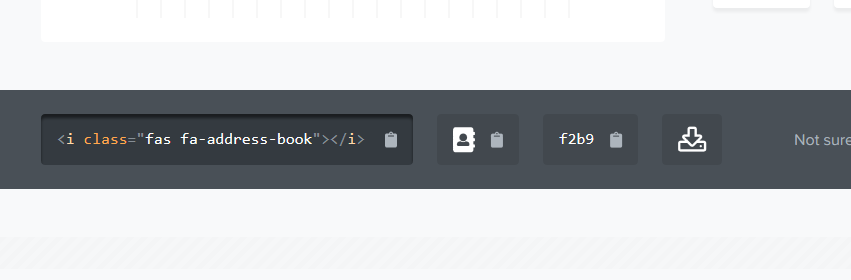 <i class="fas fa-address-book"></i>
f2b9
Not sure